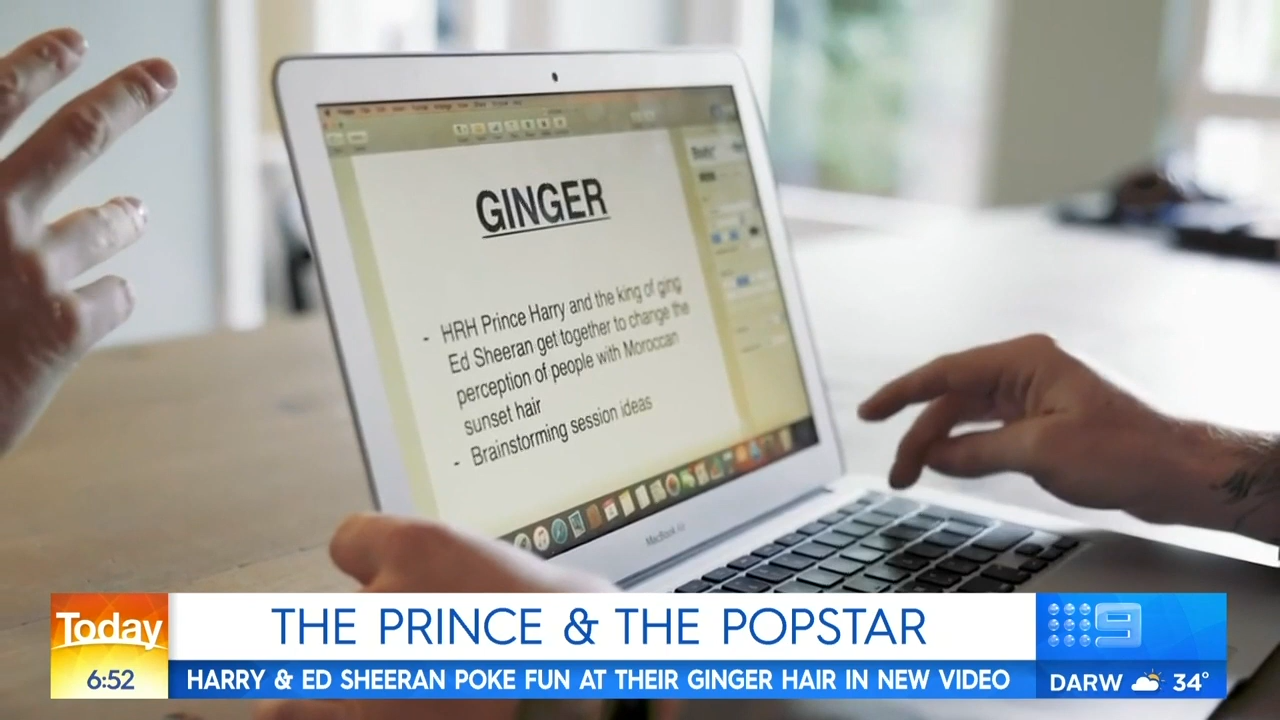 GINGER
- HRH Prince Harry and the king of ging
Ed Sheeran get together to change the
perception of people with Moroccan
sunset hair
- Brainstorming session ideas
MacBook Air
Today
6:52
THE PRINCE & THE POPSTAR
HARRY & ED SHEERAN POKE FUN AT THEIR GINGER HAIR IN NEW VIDEO
9
DARW 34°